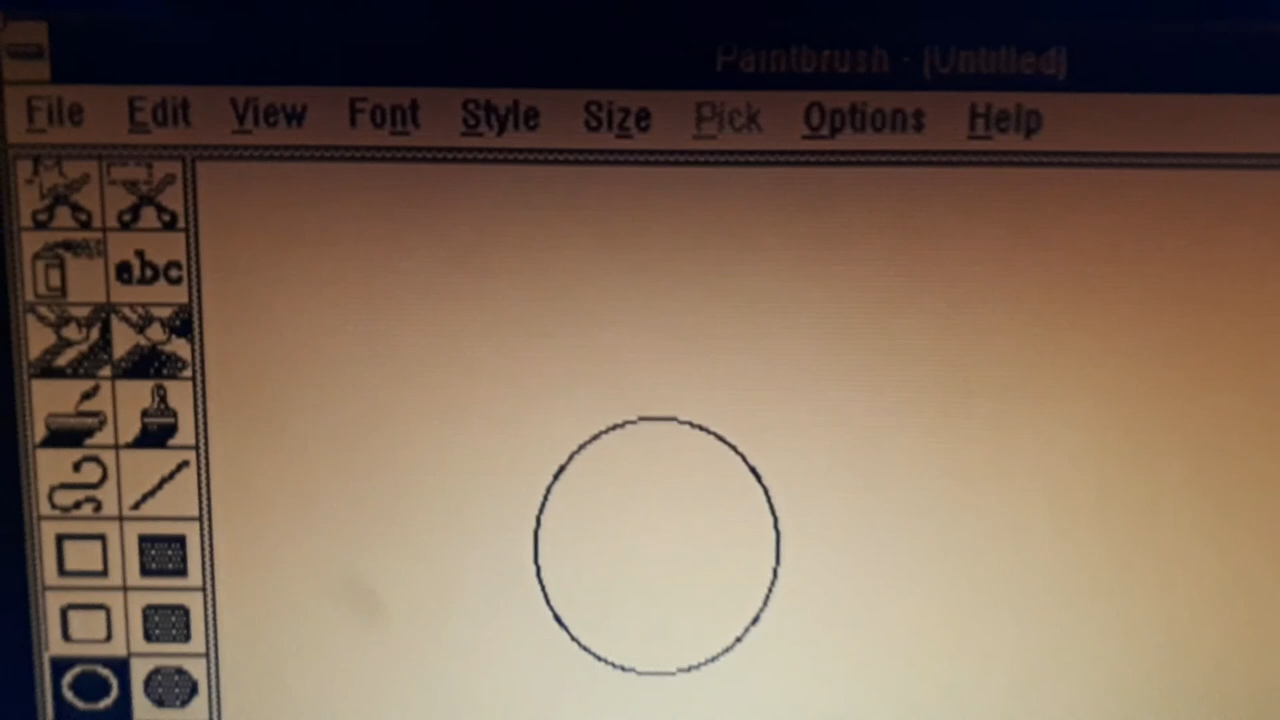 Paintbrush - (Untitled)
File Edit View Font Style Size Pick Options Help
abc